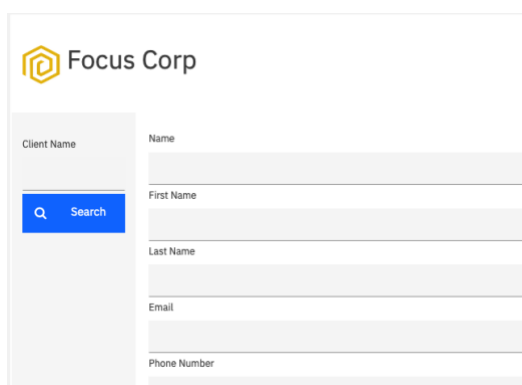 Focus Corp
Client Name
Search
Name
First Name
Last Name
Email
Phone Number